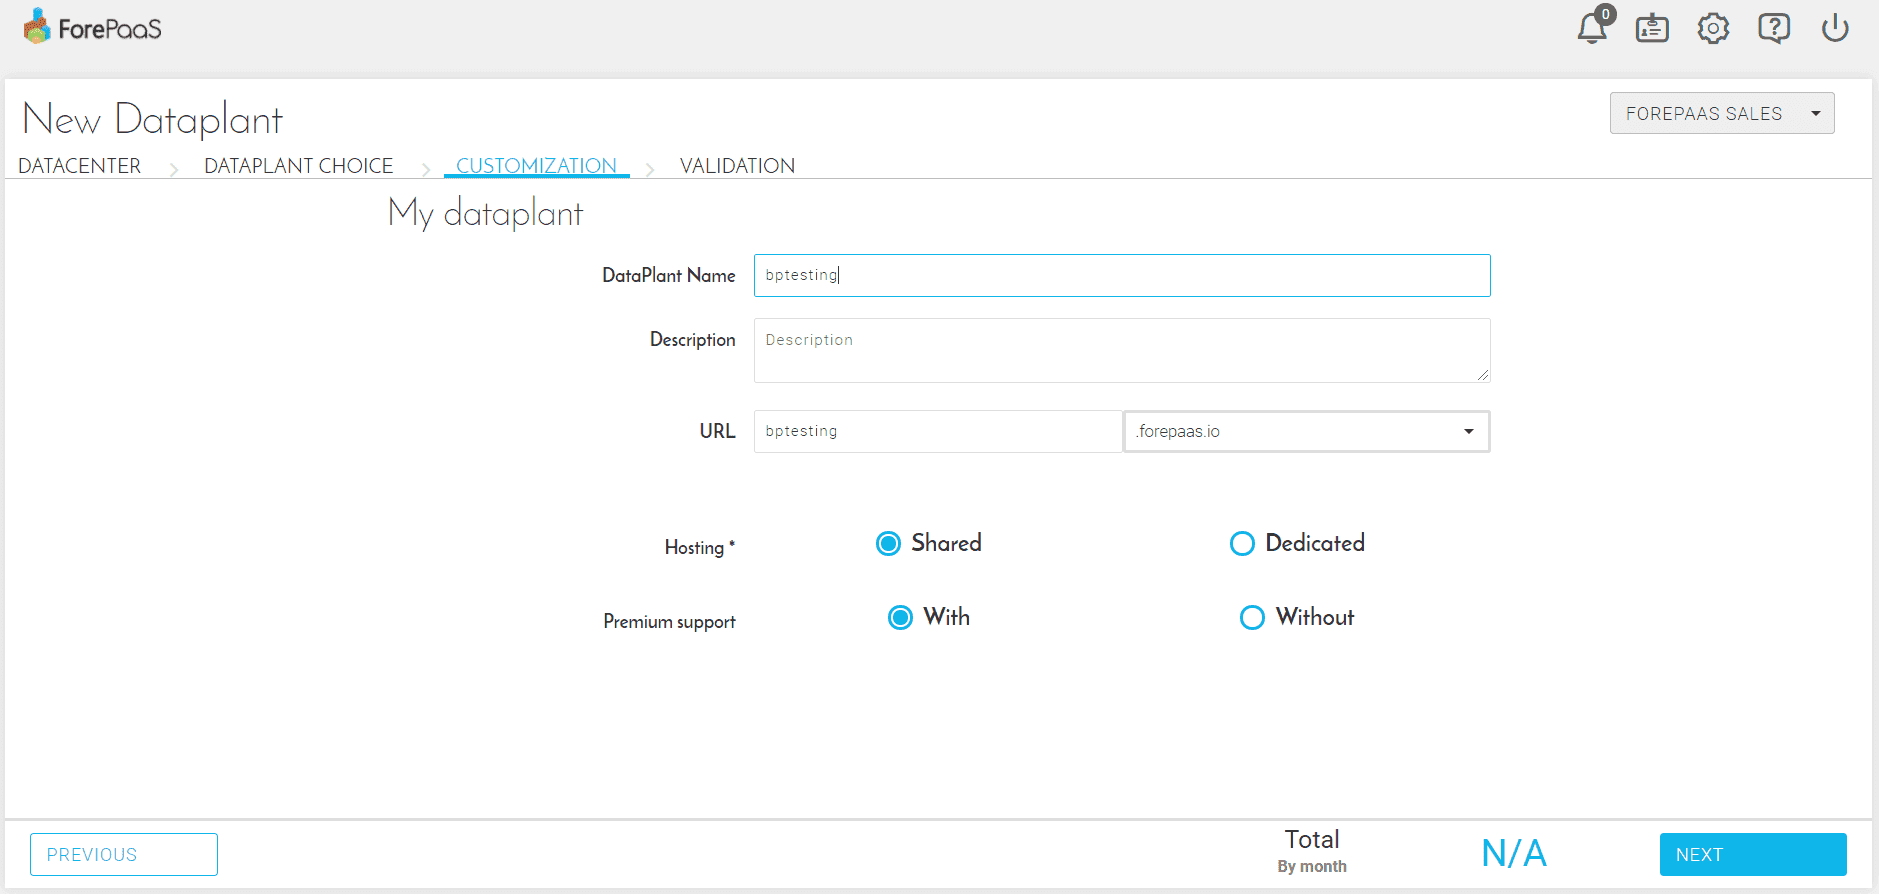 ForePaaS
0
New Dataplant
FOREPAAS SALES
DATACENTER DATAPLANT CHOICE CUSTOMIZATION VALIDATION
My dataplant
DataPlant Name bptesting
Description Description
URL bptesting .forepaas.io
Hosting * Shared Dedicated
Premium support With Without
PREVIOUS
Total
By month
N/A
NEXT